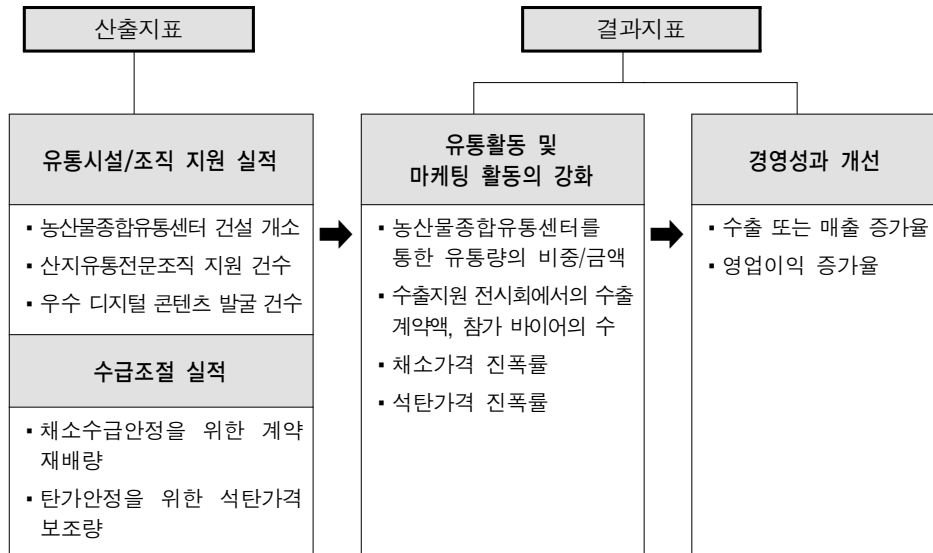 산출지표
결과지표
유통시설/조직 지원 실적
▪ 농산물종합유통센터 건설 개소
▪ 산지유통전문조직 지원 건수
▪ 우수 디지털 콘텐츠 발굴 건수
수급조절 실적
▪ 채소수급안정을 위한 계약
재배량
▪ 탄가안정을 위한 석탄가격
보조량
유통활동 및
마케팅 활동의 강화
▪ 농산물종합유통센터를
통한 유통량의 비중/금액
▪ 수출지원 전시회에서의 수출
계약액, 참가 바이어의 수
▪ 채소가격 진폭률
▪ 석탄가격 진폭률
경영성과 개선
▪ 수출 또는 매출 증가율
▪ 영업이익 증가율